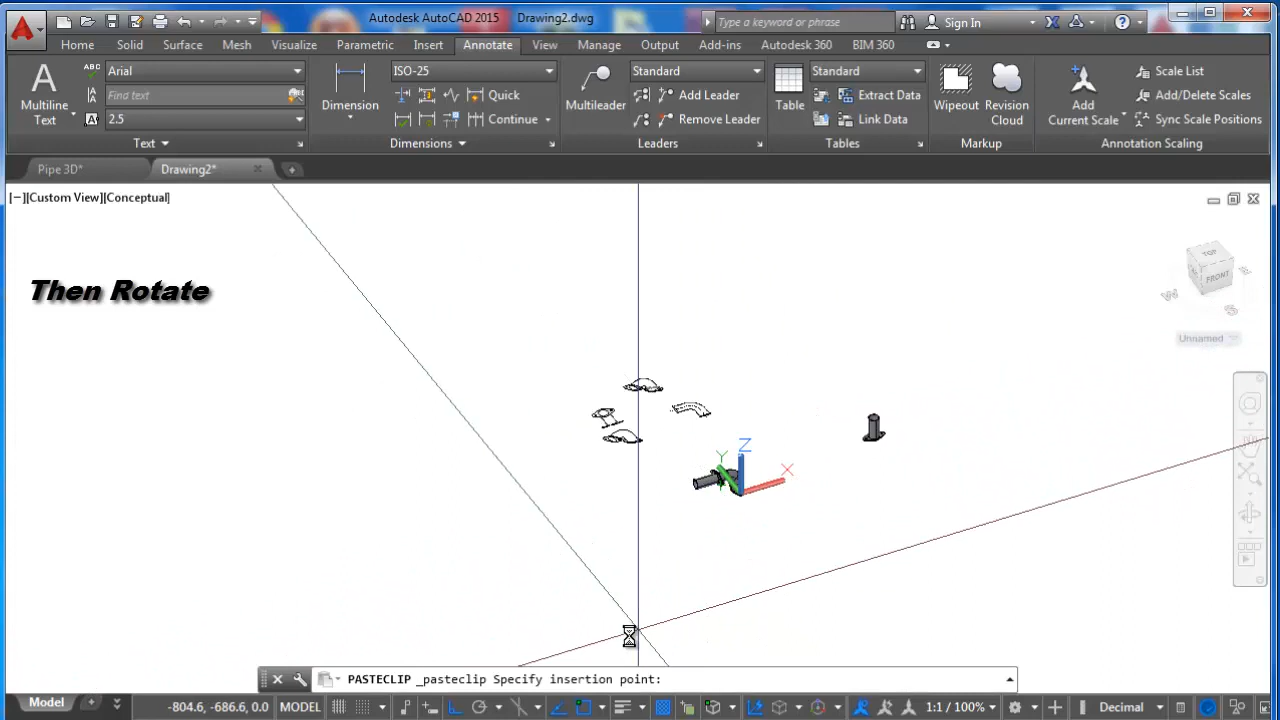 Autodesk AutoCAD 2015 Drawing2.dwg
Type a keyword or phrase
Sign In
Home Solid Surface Mesh Visualize Parametric Insert Annotate View Manage Output Add-ins Autodesk 360 BIM 360
Multiline Text
ABC
Arial
Find text
2.5
Text
Dimension
ISO-25
Quick
Continue
Dimensions
Multileader
Standard
Add Leader
Remove Leader
Leaders
Table
Standard
Extract Data
Link Data
Tables
Wipeout
Revision Cloud
Markup
Add Current Scale
Scale List
Add/Delete Scales
Sync Scale Positions
Annotation Scaling
Pipe 3D* Drawing2*
[−][Custom View][Conceptual]
TOP
FRONT
W
S
Unnamed
Then Rotate
Z
Y
X
PASTECLIP _pasteclip Specify insertion point:
Model
-804.6, -686.6, 0.0 MODEL
1:1 / 100%
Decimal